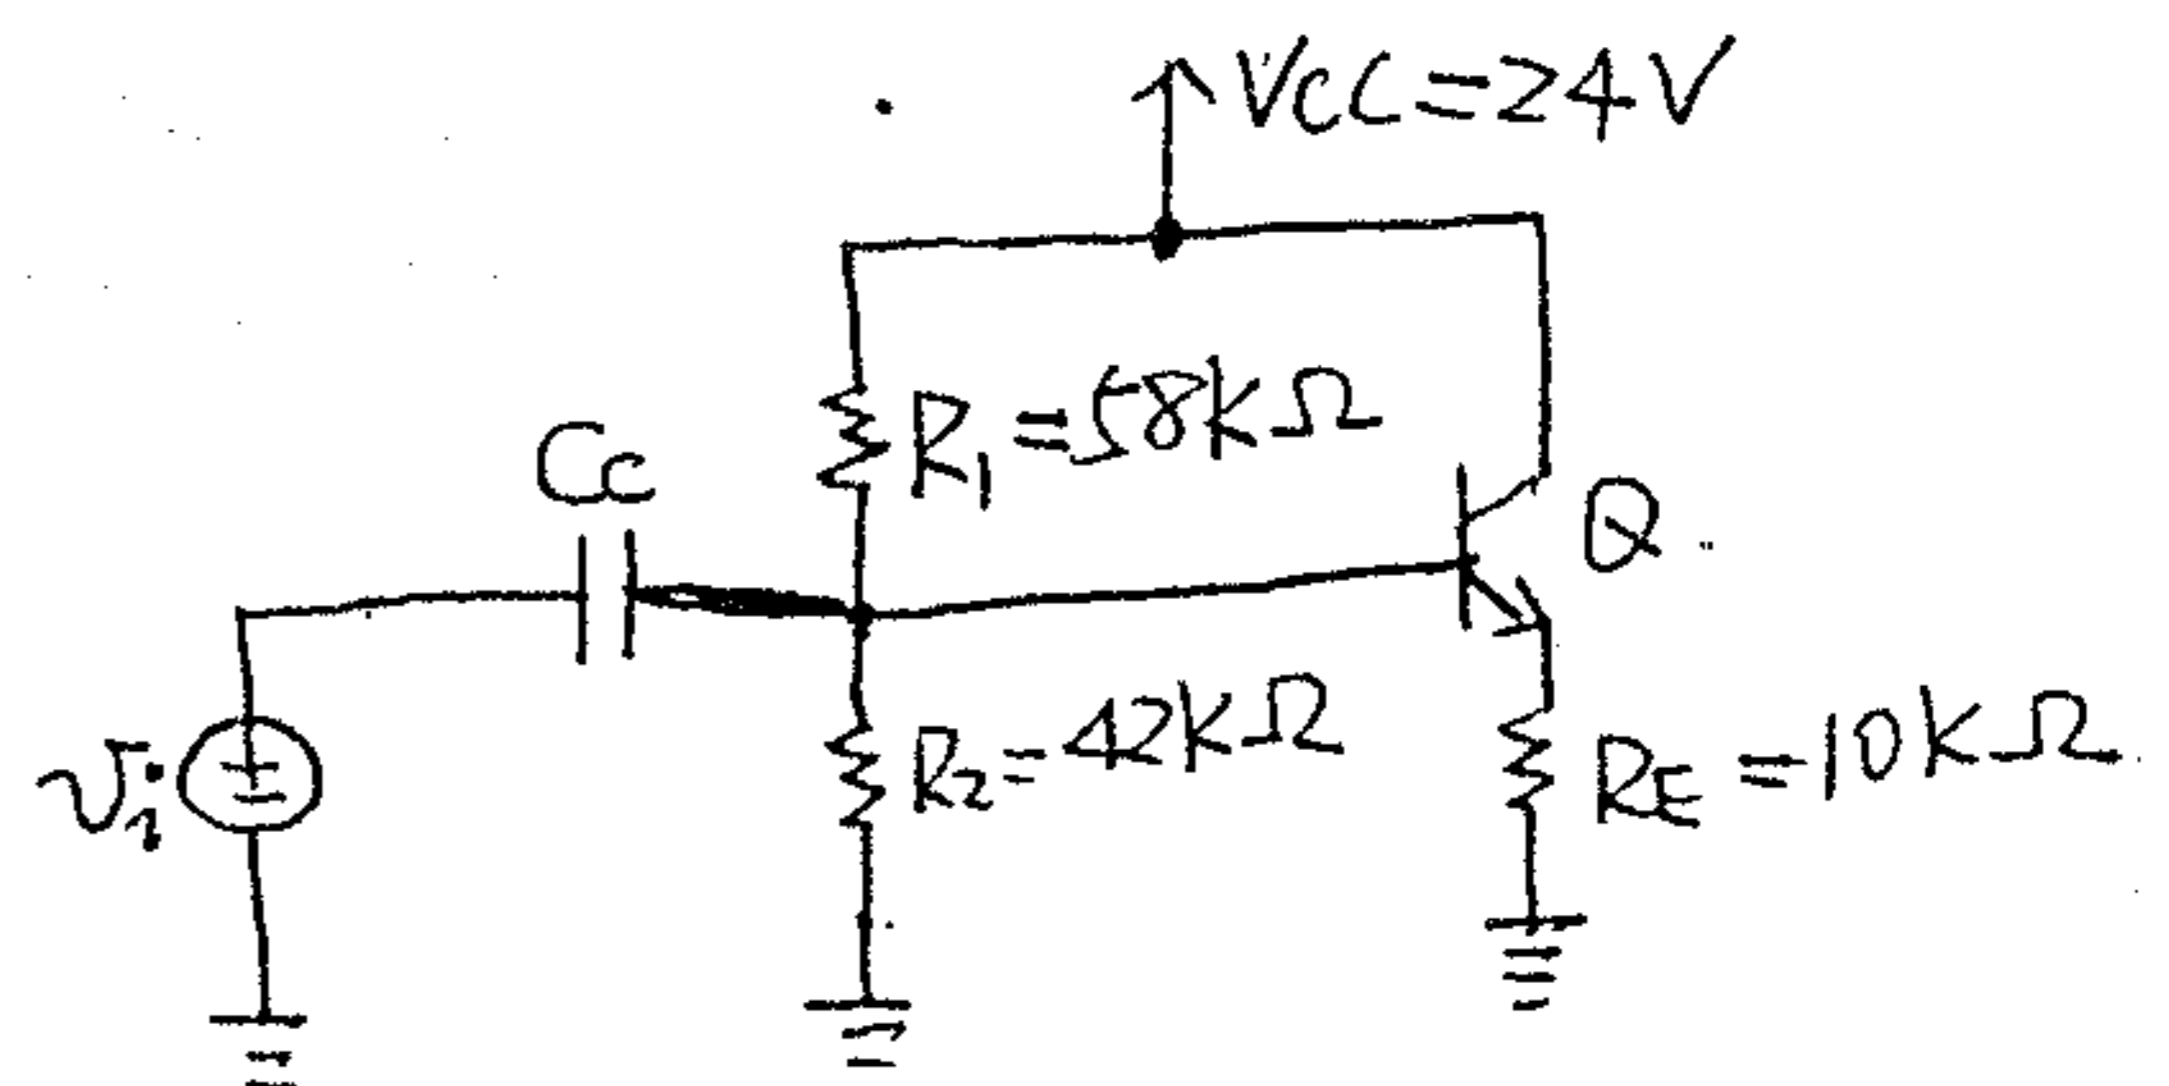 VCC=24V
R1=58kΩ
Cc
Q
R2=42kΩ
vi
RE=10kΩ